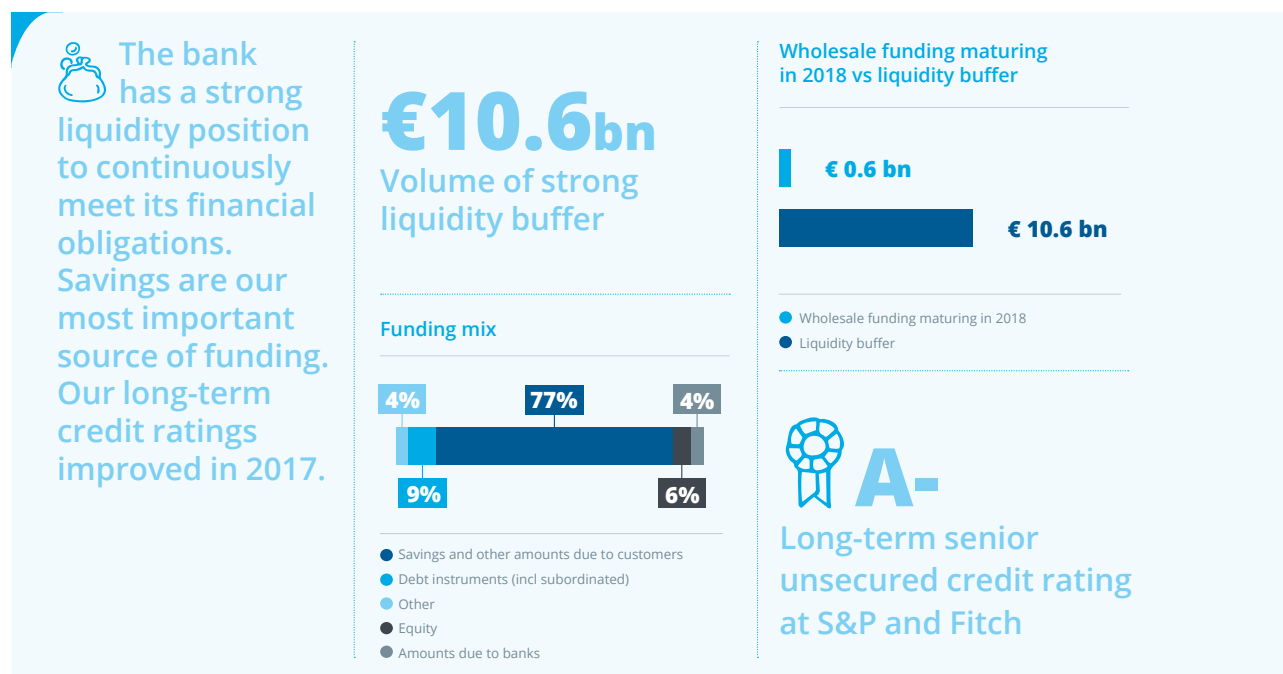 The bank
has a strong
liquidity position
to continuously
meet its financial
obligations.
Savings are our
most important
source of funding.
Our long-term
credit ratings
improved in 2017.
€10.6bn
Volume of strong
liquidity buffer
Funding mix
4%
77%
4%
9%
6%
Savings and other amounts due to customers
Debt instruments (incl subordinated)
Other
Equity
Amounts due to banks
Wholesale funding maturing
in 2018 vs liquidity buffer
€ 0.6 bn
€ 10.6 bn
Wholesale funding maturing in 2018
Liquidity buffer
A-
Long-term senior
unsecured credit rating
at S&P and Fitch